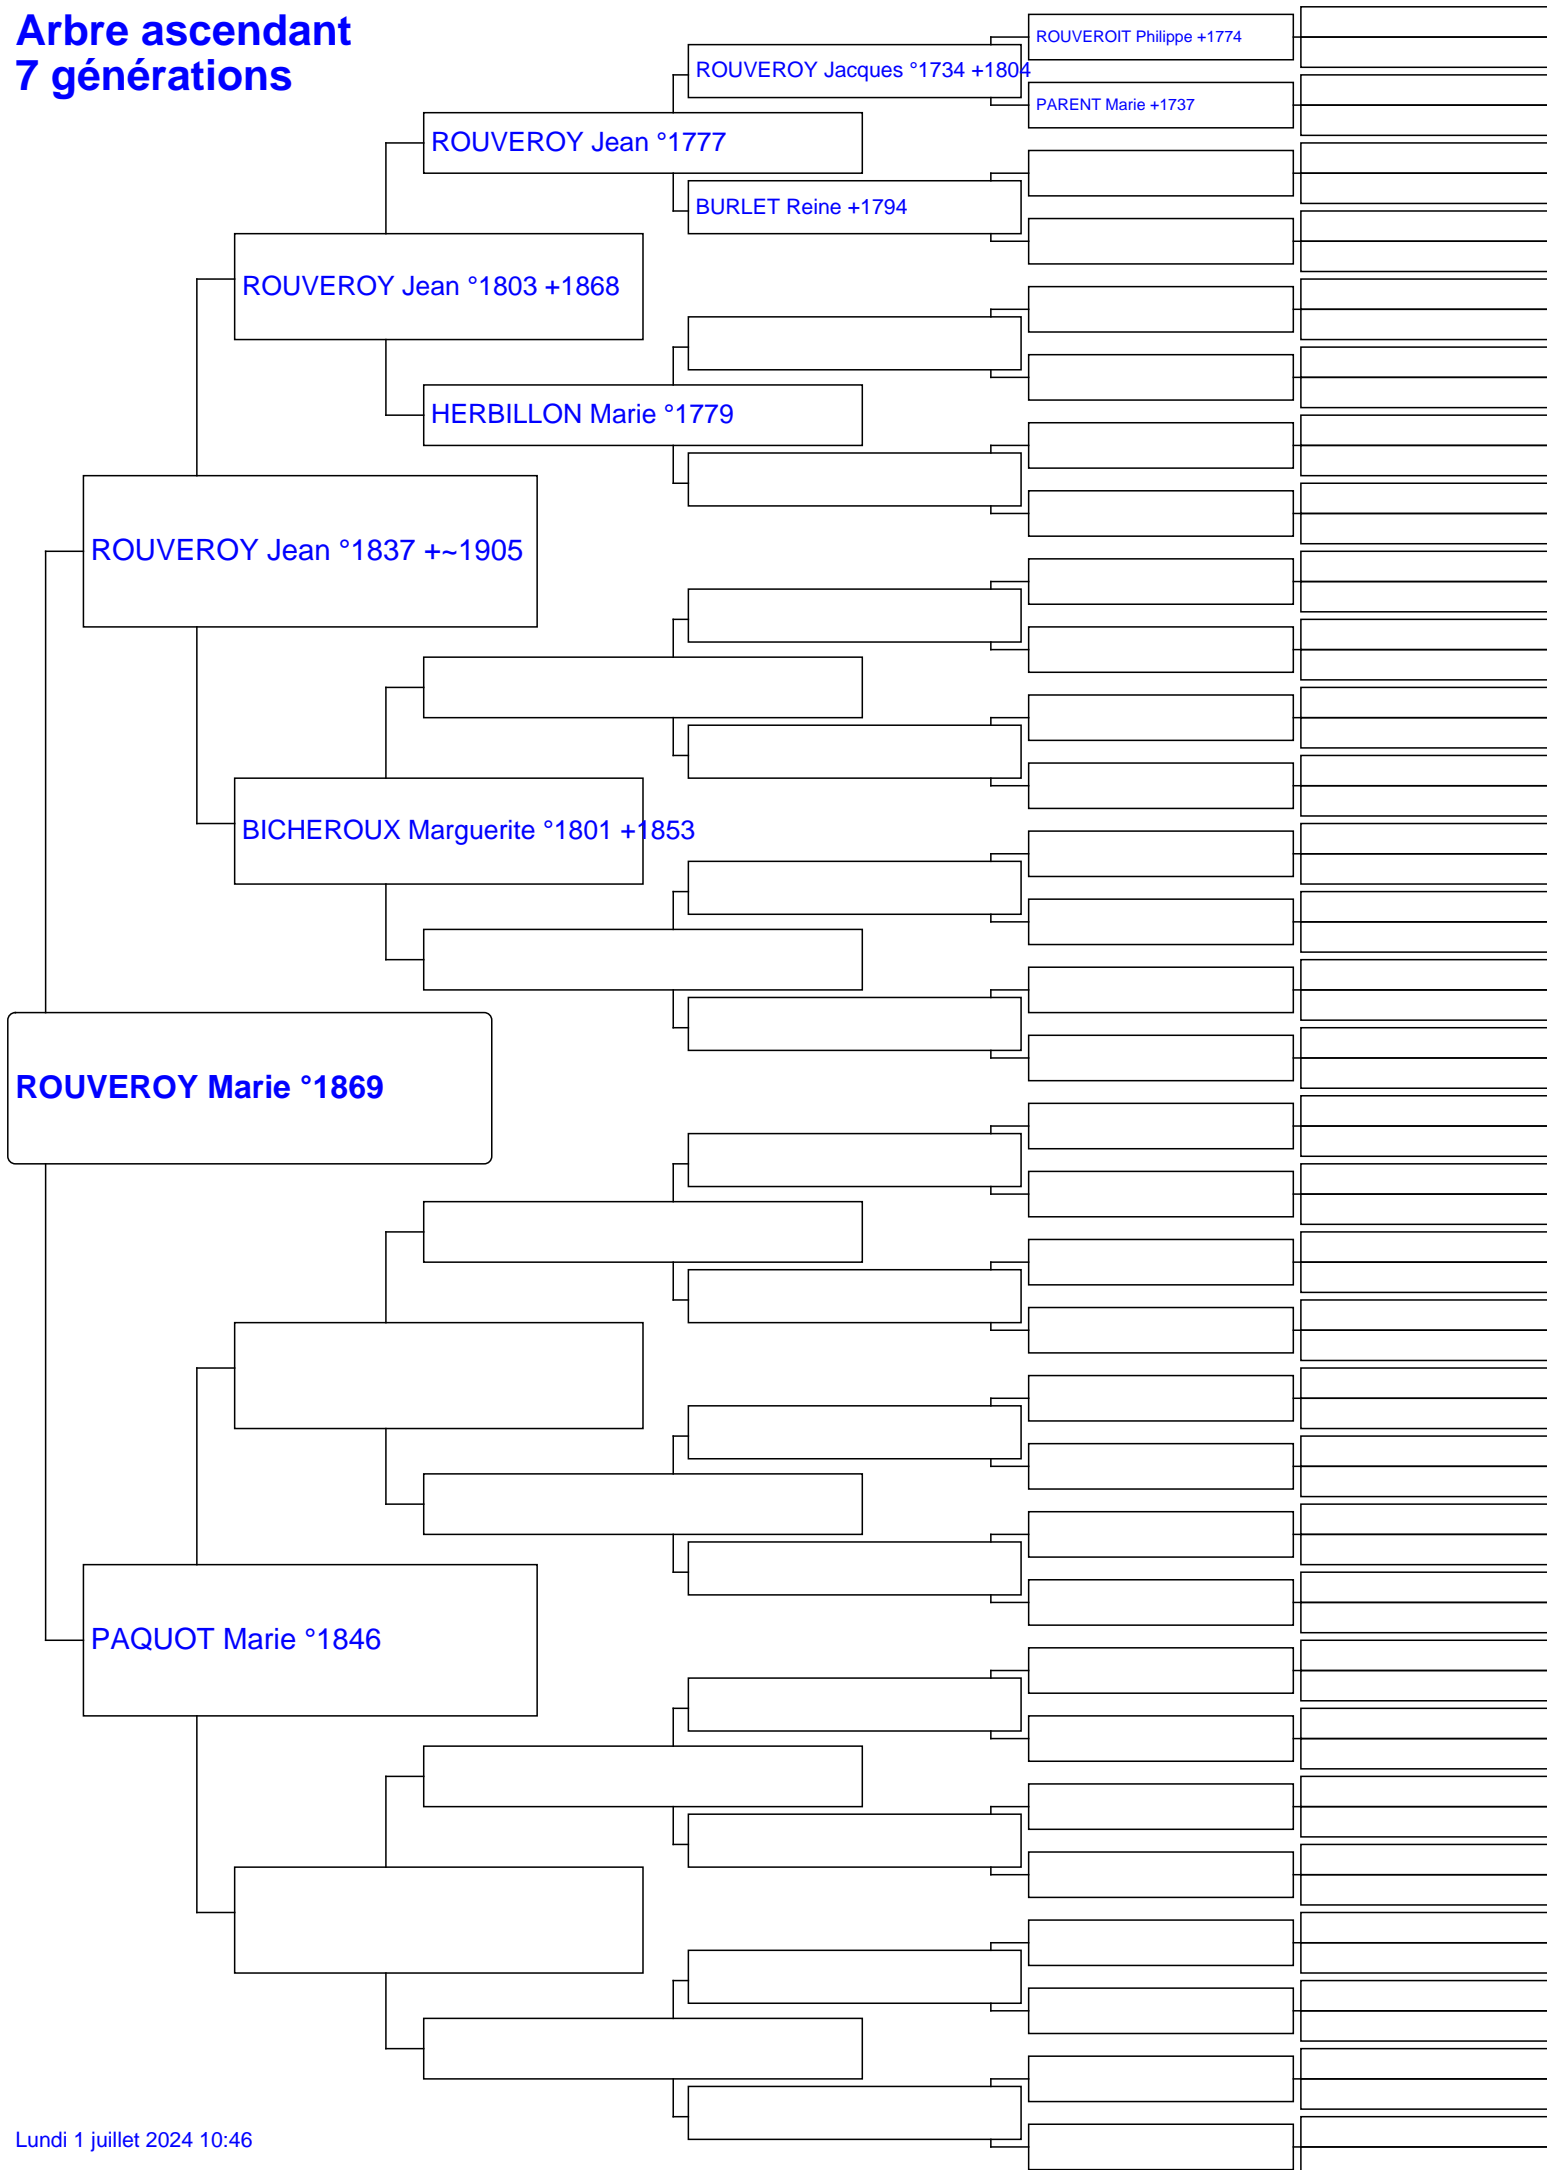 Arbre ascendant
7 générations
ROUVEROIT Philippe +1774
ROUVEROY Jacques °1734 +1804
PARENT Marie +1737
ROUVEROY Jean °1777
BURLET Reine +1794
ROUVEROY Jean °1803 +1868
HERBILLON Marie °1779
ROUVEROY Jean °1837 +~1905
BICHEROUX Marguerite °1801 +1853
ROUVEROY Marie °1869
PAQUOT Marie °1846
Lundi 1 juillet 2024 10:46